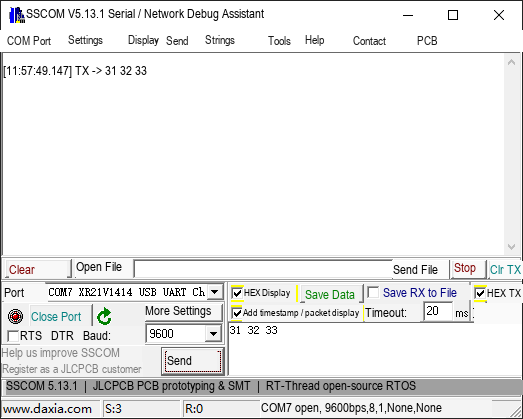 SSCOM V5.13.1 Serial / Network Debug Assistant
COM Port Settings Display Send Strings Tools Help Contact PCB
[11:57:49.147] TX -> 31 32 33
Clear Open File Send File Stop Clr TX
Port COM7 XR21V1414 USB UART Ch HEX Display Save Data Save RX to File HEX TX
Close Port More Settings Add timestamp / packet display Timeout: 20 ms
RTS DTR Baud: 9600 31 32 33
Help us improve SSCOM
Register as a JLCPCB customer
Send
SSCOM 5.13.1 | JLCPCB PCB prototyping & SMT | RT-Thread open-source RTOS
www.daxia.com S:3 R:0 COM7 open, 9600bps,8,1,None,None